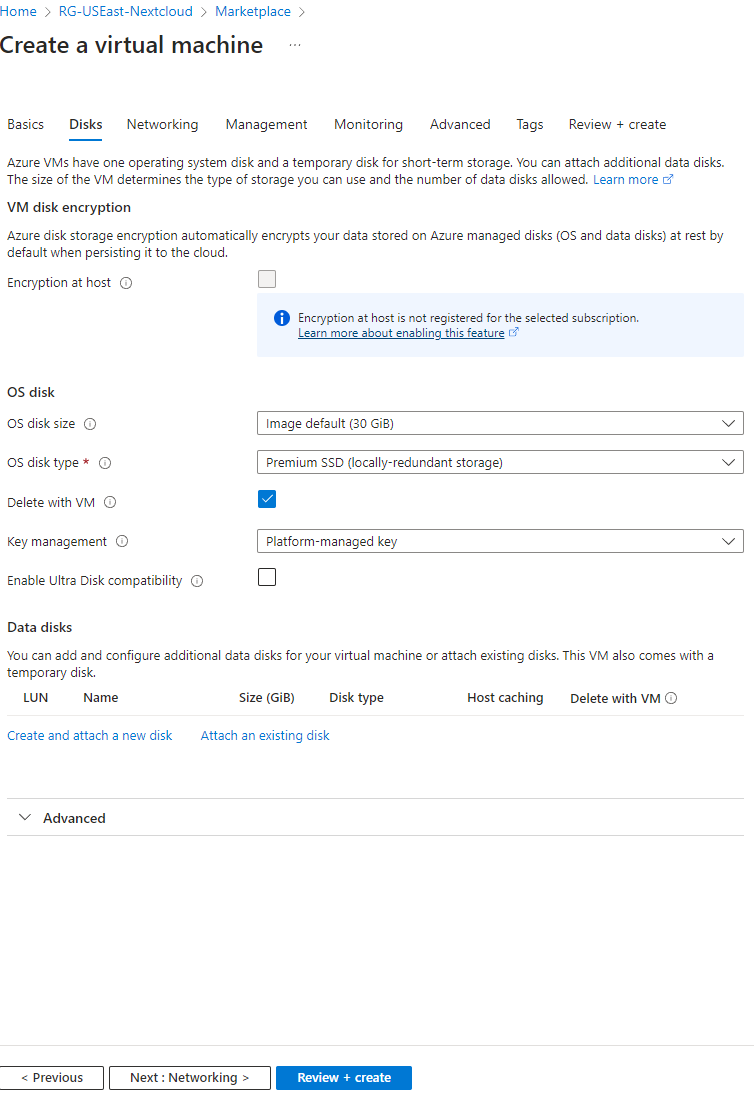 Home > RG-USEast-Nextcloud > Marketplace >
Create a virtual machine ...
Basics Disks Networking Management Monitoring Advanced Tags Review + create
Azure VMs have one operating system disk and a temporary disk for short-term storage. You can attach additional data disks.
The size of the VM determines the type of storage you can use and the number of data disks allowed. Learn more
VM disk encryption
Azure disk storage encryption automatically encrypts your data stored on Azure managed disks (OS and data disks) at rest by
default when persisting it to the cloud.
Encryption at host
Encryption at host is not registered for the selected subscription.
Learn more about enabling this feature
OS disk
OS disk size Image default (30 GiB)
OS disk type * Premium SSD (locally-redundant storage)
Delete with VM
Key management Platform-managed key
Enable Ultra Disk compatibility
Data disks
You can add and configure additional data disks for your virtual machine or attach existing disks. This VM also comes with a
temporary disk.
LUN Name Size (GiB) Disk type Host caching Delete with VM
Create and attach a new disk Attach an existing disk
Advanced
< Previous Next : Networking > Review + create